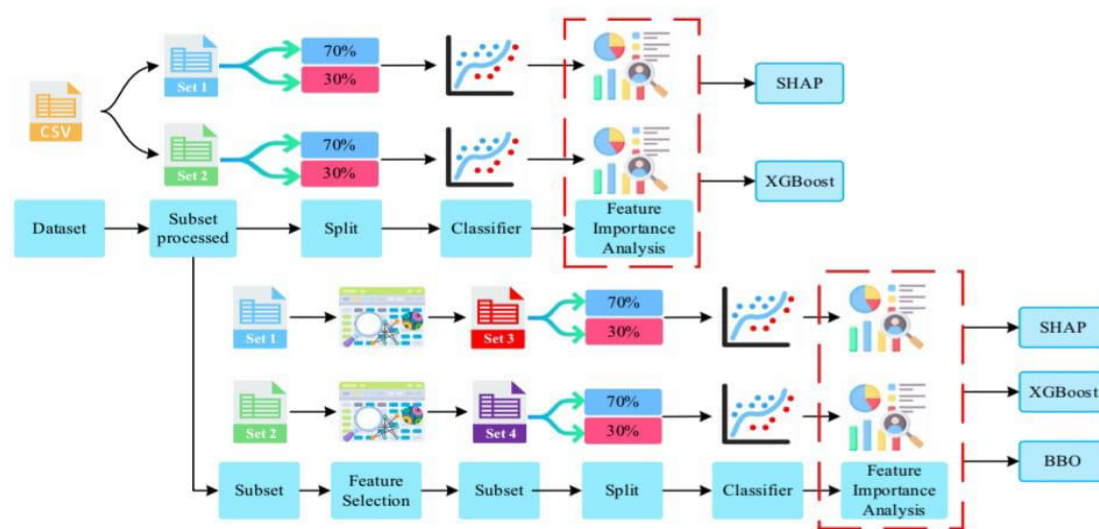 Set 1
70%
30%
SHAP
CSV
Set 2
70%
30%
XGBoost
Dataset
Subset
processed
Split
Classifier
Feature
Importance
Analysis
Set 1
Set 3
70%
30%
SHAP
Set 2
Set 4
70%
30%
XGBoost
BBO
Subset
Feature
Selection
Subset
Split
Classifier
Feature
Importance
Analysis